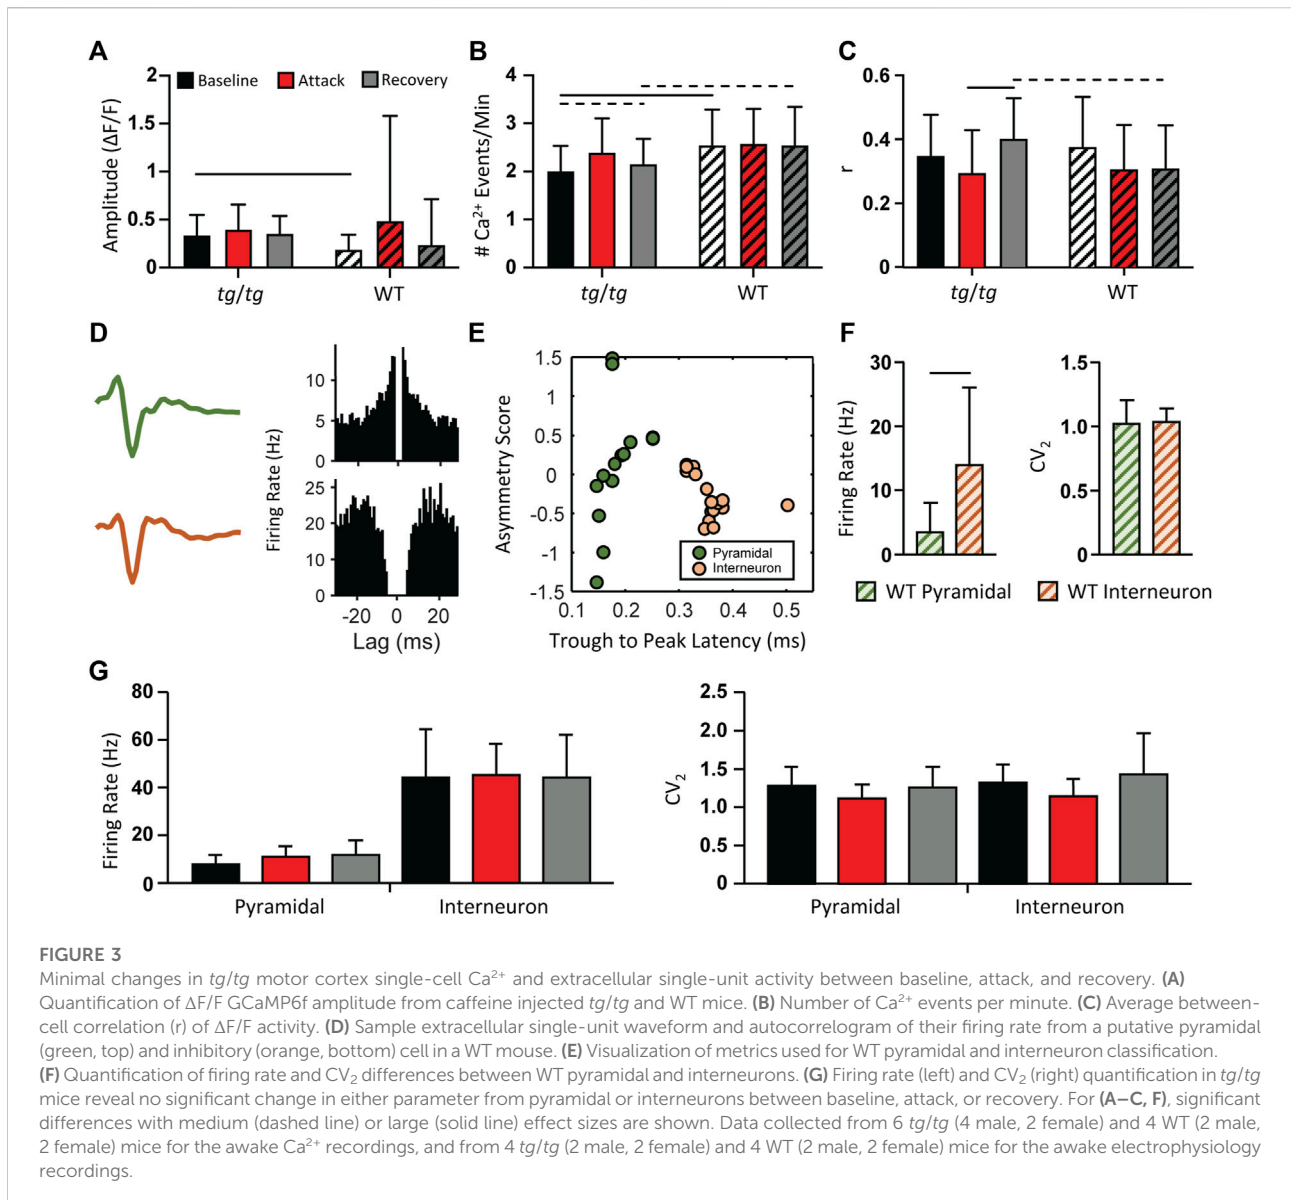 A
B
C
2
1.5
1
0.5
0
Amplitude (ΔF/F)
Baseline
Attack
Recovery
tg/tg
WT
4
3
2
1
0
# Ca²⁺ Events/Min
tg/tg
WT
0.6
0.4
0.2
0
r
tg/tg
WT
D
E
F
10
5
0
25
20
10
0
Firing Rate (Hz)
-20
0
20
Lag (ms)
1.5
1
0.5
0
-0.5
-1
-1.5
Asymmetry Score
Pyramidal
Interneuron
0.1
0.2
0.3
0.4
0.5
Trough to Peak Latency (ms)
30
20
10
0
Firing Rate (Hz)
1.5
1.0
0.5
0
CV₂
WT Pyramidal
WT Interneuron
G
80
60
40
20
0
Firing Rate (Hz)
Pyramidal
Interneuron
2.5
2.0
1.5
1.0
0.5
0
CV₂
Pyramidal
Interneuron
FIGURE 3
Minimal changes in tg/tg motor cortex single-cell Ca²⁺ and extracellular single-unit activity between baseline, attack, and recovery. (A)
Quantification of ΔF/F GCaMP6f amplitude from caffeine injected tg/tg and WT mice. (B) Number of Ca²⁺ events per minute. (C) Average between-
cell correlation (r) of ΔF/F activity. (D) Sample extracellular single-unit waveform and autocorrelogram of their firing rate from a putative pyramidal
(green, top) and inhibitory (orange, bottom) cell in a WT mouse. (E) Visualization of metrics used for WT pyramidal and interneuron classification.
(F) Quantification of firing rate and CV₂ differences between WT pyramidal and interneurons. (G) Firing rate (left) and CV₂ (right) quantification in tg/tg
mice reveal no significant change in either parameter from pyramidal or interneurons between baseline, attack, or recovery. For (A–C, F), significant
differences with medium (dashed line) or large (solid line) effect sizes are shown. Data collected from 6 tg/tg (4 male, 2 female) and 4 WT (2 male,
2 female) mice for the awake Ca²⁺ recordings, and from 4 tg/tg (2 male, 2 female) and 4 WT (2 male, 2 female) mice for the awake electrophysiology
recordings.